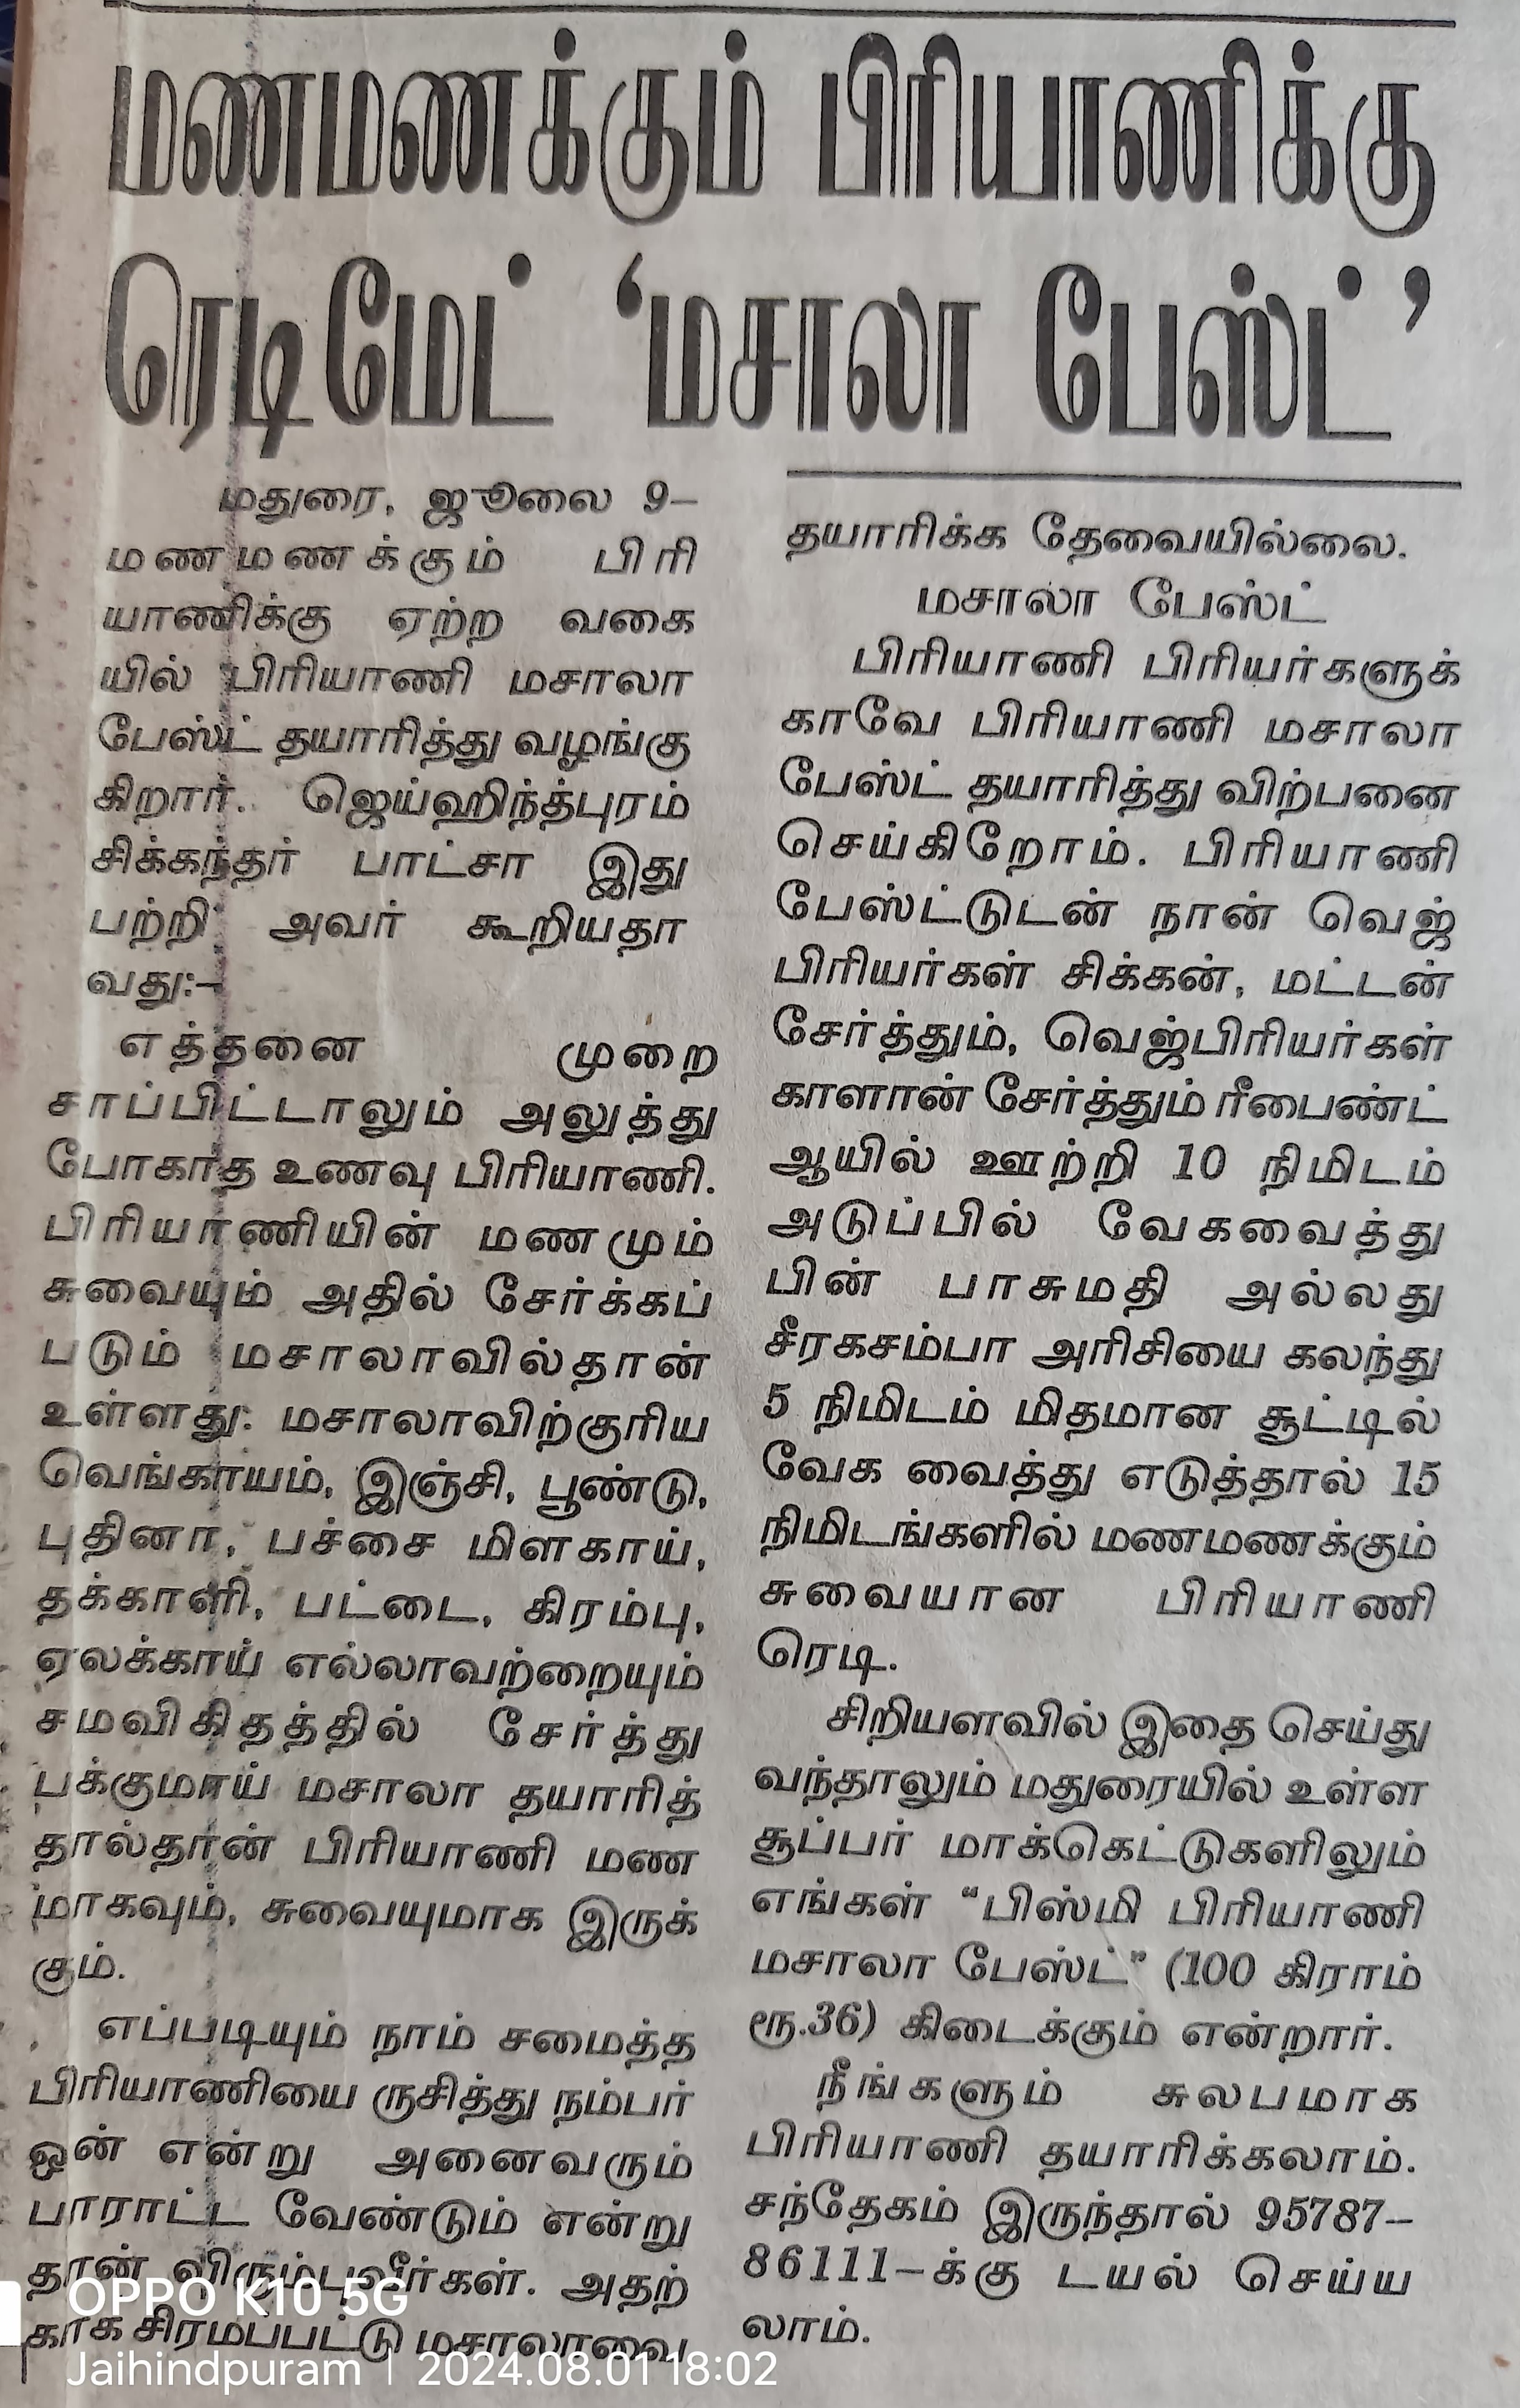 மணமணக்கும் பிரியாணிக்கு
ரெடிமேட் ‘மசாலா பேஸ்ட்’
மதுரை, ஜூலை 9–
மணமணக்கும் பிரி
யாணிக்கு ஏற்ற வகை
யில் பிரியாணி மசாலா
பேஸ்ட் தயாரித்து வழங்கு
கிறார். ஜெய்ஹிந்த்புரம்
சிக்கந்தர் பாட்சா இது
பற்றி அவர் கூறியதா
வது:–
எத்தனை முறை
சாப்பிட்டாலும் அலுத்து
போகாத உணவு பிரியாணி.
பிரியாணியின் மணமும்
சுவையும் அதில் சேர்க்கப்
படும் மசாலாவில்தான்
உள்ளது. மசாலாவிற்குரிய
வெங்காயம், இஞ்சி, பூண்டு,
புதினா, பச்சை மிளகாய்,
தக்காளி, பட்டை, கிரம்பு,
ஏலக்காய் எல்லாவற்றையும்
சமவிகிதத்தில் சேர்த்து
பக்குமாய் மசாலா தயாரித்
தால்தான் பிரியாணி மண
மாகவும், சுவையுமாக இருக்
கும்.
எப்படியும் நாம் சமைத்த
பிரியாணியை ருசித்து நம்பர்
ஒன் என்று அனைவரும்
பாராட்ட வேண்டும் என்று
தான் விரும்புவீர்கள். அதற்
காக சிரமப்பட்டு மசாலாவை
தயாரிக்க தேவையில்லை.
மசாலா பேஸ்ட்
பிரியாணி பிரியர்களுக்
காவே பிரியாணி மசாலா
பேஸ்ட் தயாரித்து விற்பனை
செய்கிறோம். பிரியாணி
பேஸ்ட்டுடன் நான் வெஜ்
பிரியர்கள் சிக்கன், மட்டன்
சேர்த்தும், வெஜ்பிரியர்கள்
காளான் சேர்த்தும் ரீபைண்ட்
ஆயில் ஊற்றி 10 நிமிடம்
அடுப்பில் வேகவைத்து
பின் பாசுமதி அல்லது
சீரகசம்பா அரிசியை கலந்து
5 நிமிடம் மிதமான சூட்டில்
வேக வைத்து எடுத்தால் 15
நிமிடங்களில் மணமணக்கும்
சுவையான பிரியாணி
ரெடி.
சிறியளவில் இதை செய்து
வந்தாலும் மதுரையில் உள்ள
சூப்பர் மாக்கெட்டுகளிலும்
எங்கள் “பிஸ்மி பிரியாணி
மசாலா பேஸ்ட்” (100 கிராம்
ரூ.36) கிடைக்கும் என்றார்.
நீங்களும் சுலபமாக
பிரியாணி தயாரிக்கலாம்.
சந்தேகம் இருந்தால் 95787–
86111–க்கு டயல் செய்ய
லாம்.
OPPO K10 5G
Jaihindpuram | 2024.08.01 18:02